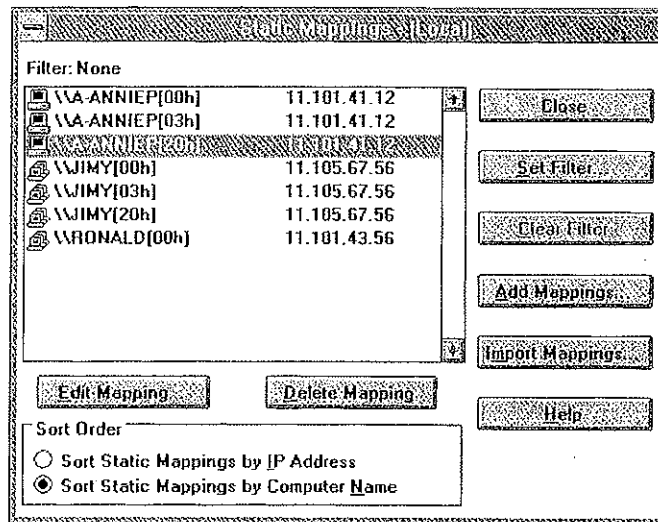 Static Mappings - (Local)
Filter: None
\\A-ANNIEP[00h] 11.101.41.12
\\A-ANNIEP[03h] 11.101.41.12
\\A-ANNIEP[20h] 11.101.41.12
\\JIMY[00h] 11.105.67.56
\\JIMY[03h] 11.105.67.56
\\JIMY[20h] 11.105.67.56
\\RONALD[00h] 11.101.43.56
Close
Set Filter...
Clear Filter
Add Mappings...
Import Mappings...
Edit Mapping...
Delete Mapping
Help
Sort Order
Sort Static Mappings by IP Address
Sort Static Mappings by Computer Name